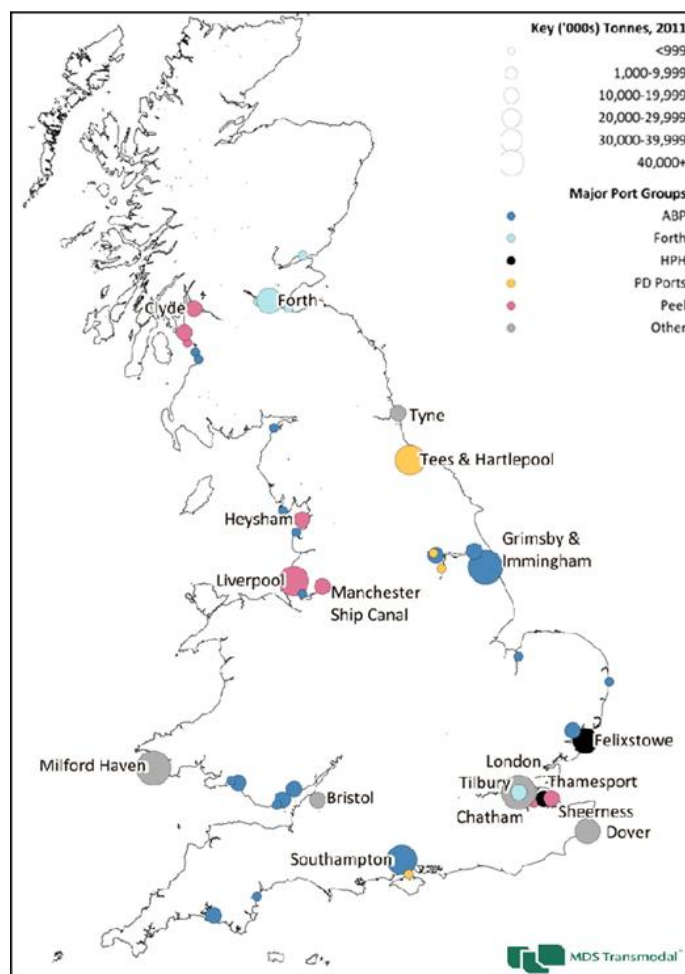 Key ('000s) Tonnes, 2011
<999
1,000-9,999
10,000-19,999
20,000-29,999
30,000-39,999
40,000+
Major Port Groups
ABP
Forth
HPH
PD Ports
Peel
Other
Clyde
Forth
Tyne
Tees & Hartlepool
Heysham
Grimsby &
Immingham
Liverpool
Manchester
Ship Canal
Felixstowe
Milford Haven
London
Tilbury
Thamesport
Bristol
Chatham
Sheerness
Dover
Southampton
MDS Transmodal